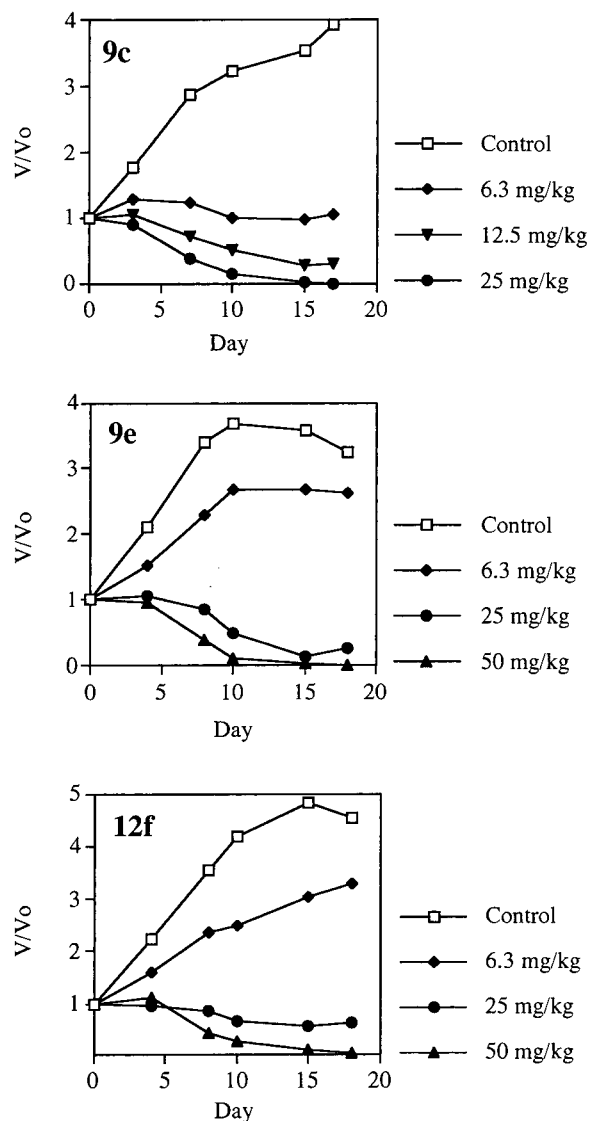 9c
V/Vo
4
3
2
1
0
0 5 10 15 20
Day
Control
6.3 mg/kg
12.5 mg/kg
25 mg/kg
9e
V/Vo
4
3
2
1
0
0 5 10 15 20
Day
Control
6.3 mg/kg
25 mg/kg
50 mg/kg
12f
V/Vo
5
4
3
2
1
0 5 10 15 20
Day
Control
6.3 mg/kg
25 mg/kg
50 mg/kg